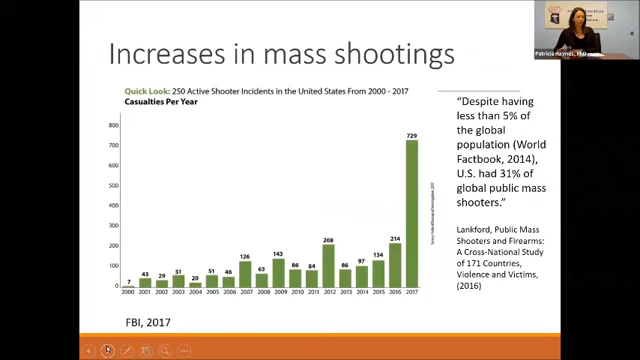 Increases in mass shootings
Quick Look: 250 Active Shooter Incidents in the United States From 2000 - 2017
Casualties Per Year
800
700
600
500
400
300
200
100
0
7
43
29
51
20
51
46
126
63
143
86
84
208
86
97
134
214
729
2000 2001 2002 2003 2004 2005 2006 2007 2008 2009 2010 2011 2012 2013 2014 2015 2016 2017
“Despite having
less than 5% of
the global
population (World
Factbook, 2014),
U.S. had 31% of
global public mass
shooters.”
Lankford, Public Mass
Shooters and Firearms:
A Cross-National Study
of 171 Countries,
Violence and Victims,
(2016)
FBI, 2017
Patricia Haynes, PhD